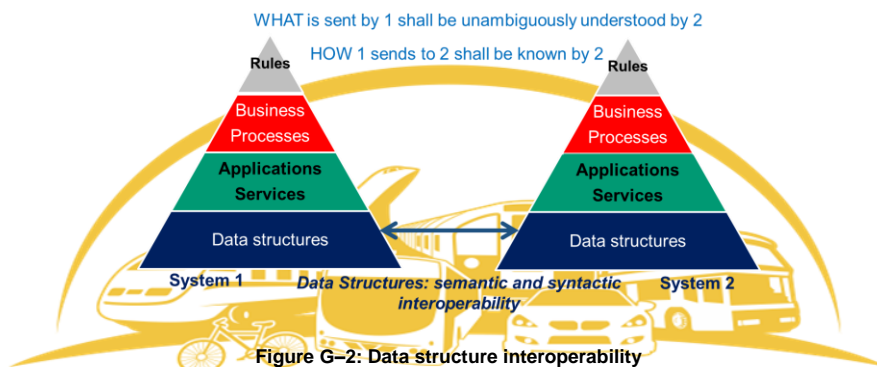 WHAT is sent by 1 shall be unambiguously understood by 2
HOW 1 sends to 2 shall be known by 2
Rules
Business
Processes
Applications
Services
Data structures
System 1
Rules
Business
Processes
Applications
Services
Data structures
System 2
Data Structures: semantic and syntactic
interoperability
Figure G–2: Data structure interoperability